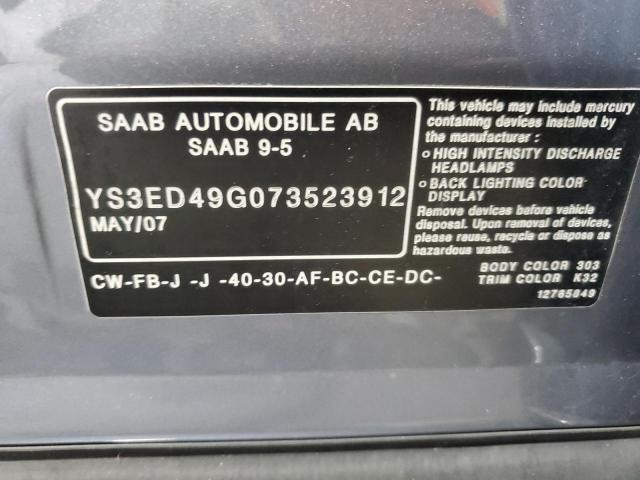 SAAB AUTOMOBILE AB
SAAB 9-5
YS3ED49G073523912
MAY/07
CW-FB-J -J -40-30-AF-BC-CE-DC-
This vehicle may include mercury
containing devices installed by
the manufacturer :
o HIGH INTENSITY DISCHARGE
HEADLAMPS
o BACK LIGHTING COLOR
DISPLAY
Remove devices before vehicle
disposal. Upon removal of devices,
please reuse, recycle or dispose as
hazardous waste.
BODY COLOR 303
TRIM COLOR K32
12765849